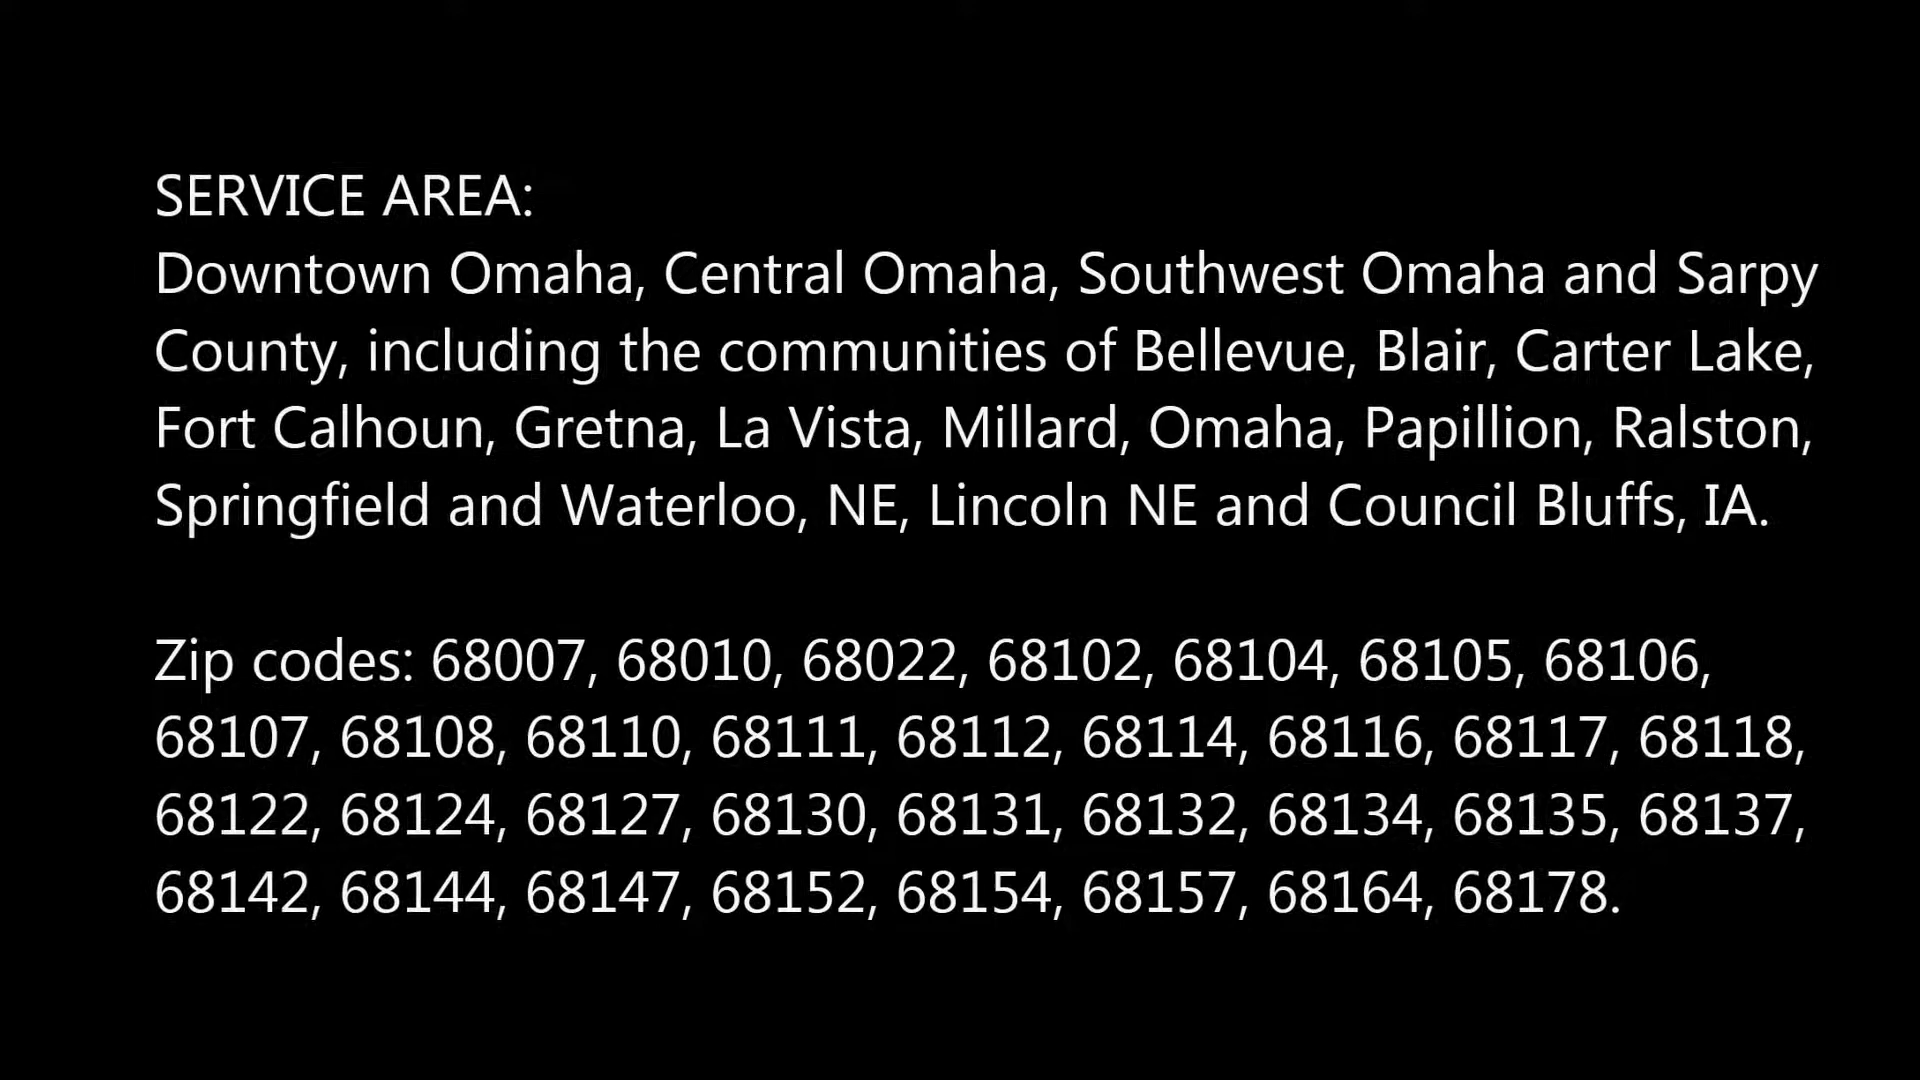 SERVICE AREA:
Downtown Omaha, Central Omaha, Southwest Omaha and Sarpy
County, including the communities of Bellevue, Blair, Carter Lake,
Fort Calhoun, Gretna, La Vista, Millard, Omaha, Papillion, Ralston,
Springfield and Waterloo, NE, Lincoln NE and Council Bluffs, IA.
Zip codes: 68007, 68010, 68022, 68102, 68104, 68105, 68106,
68107, 68108, 68110, 68111, 68112, 68114, 68116, 68117, 68118,
68122, 68124, 68127, 68130, 68131, 68132, 68134, 68135, 68137,
68142, 68144, 68147, 68152, 68154, 68157, 68164, 68178.